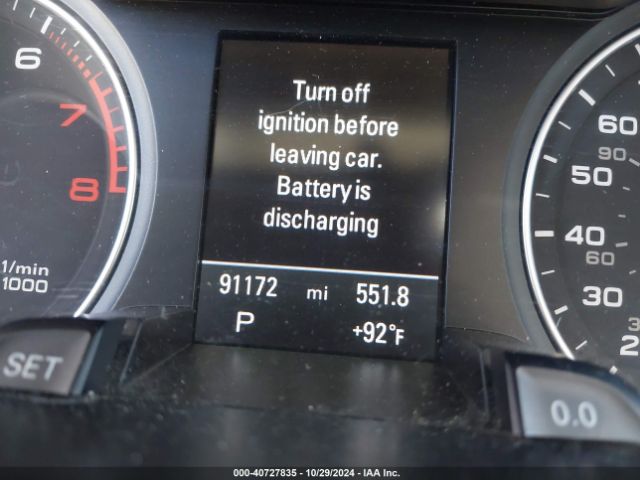 6
7
8
1/min
1000
SET
Turn off
ignition before
leaving car.
Battery is
discharging
91172 mi 551.8
P +92°F
60
90
50
40
60
30
0.0
000-40727835 - 10/29/2024 - IAA Inc.